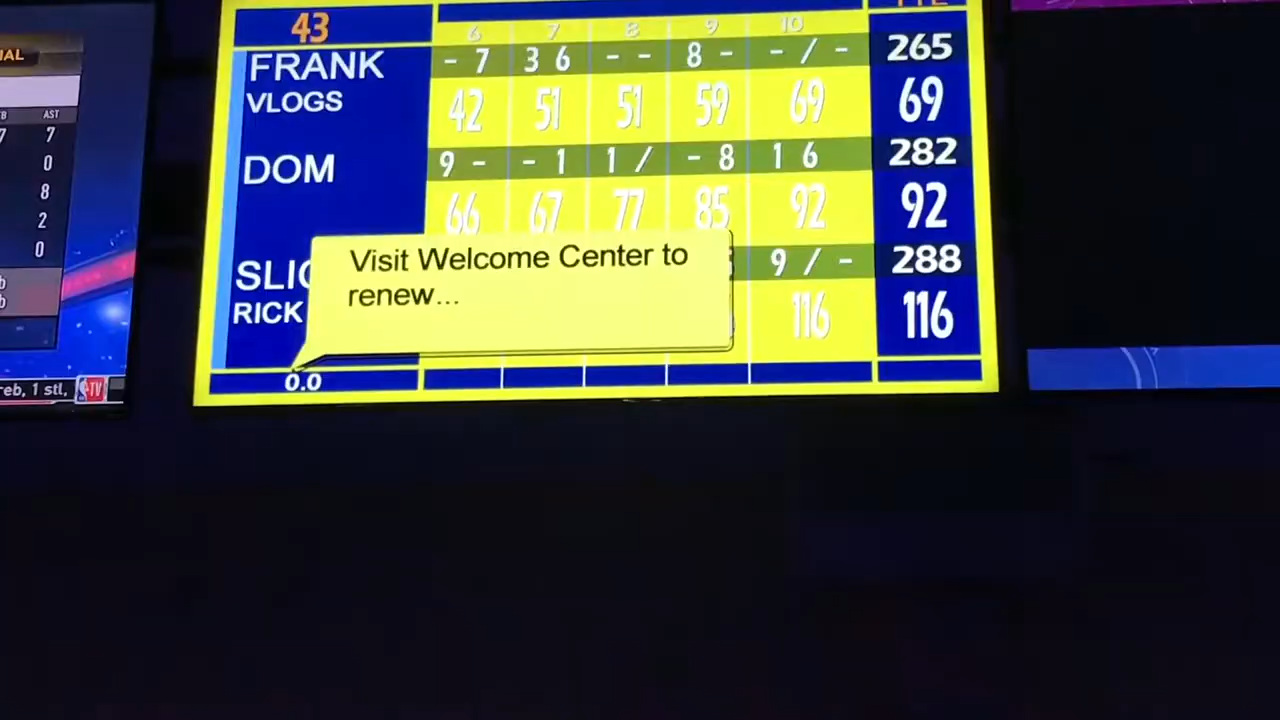 43
6 7 8 9 10
FRANK - 7 3 6 - - 8 - - / - 265
VLOGS 42 51 51 59 69 69
DOM 9 - - 1 1 / - 8 1 6 282
66 67 77 85 92 92
9 / - 288
RICK 116 116
Visit Welcome Center to
renew...
0.0
AST
7
0
8
2
0
reb, 1 stl,
TV